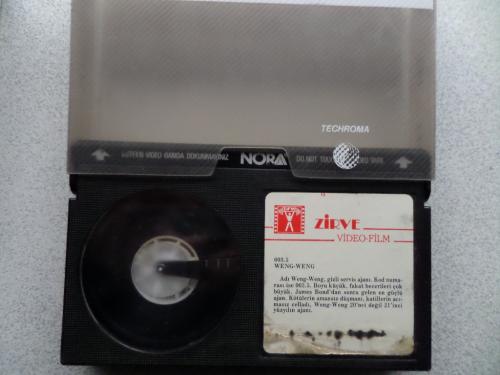 TECHROMA
LÜTFEN VIDEO BANDA DOKUNMAYINIZ
NORA
DO NOT TOUCH VIDEO TAPE
ZİRVE
VİDEO-FİLM
003.5
WENG-WENG
Adı Weng-Weng, gizli servis ajanı. Kod numa-
rası ise 003.5. Boyu küçük, fakat becerileri çok
büyük. James Bond'dan sonra gelen en güçlü
ajan. Kötülerin amansız düşmanı, katillerin acı-
masız celladı, Weng-Weng 20'nci değil 21'inci
yüzyılın ajanı.